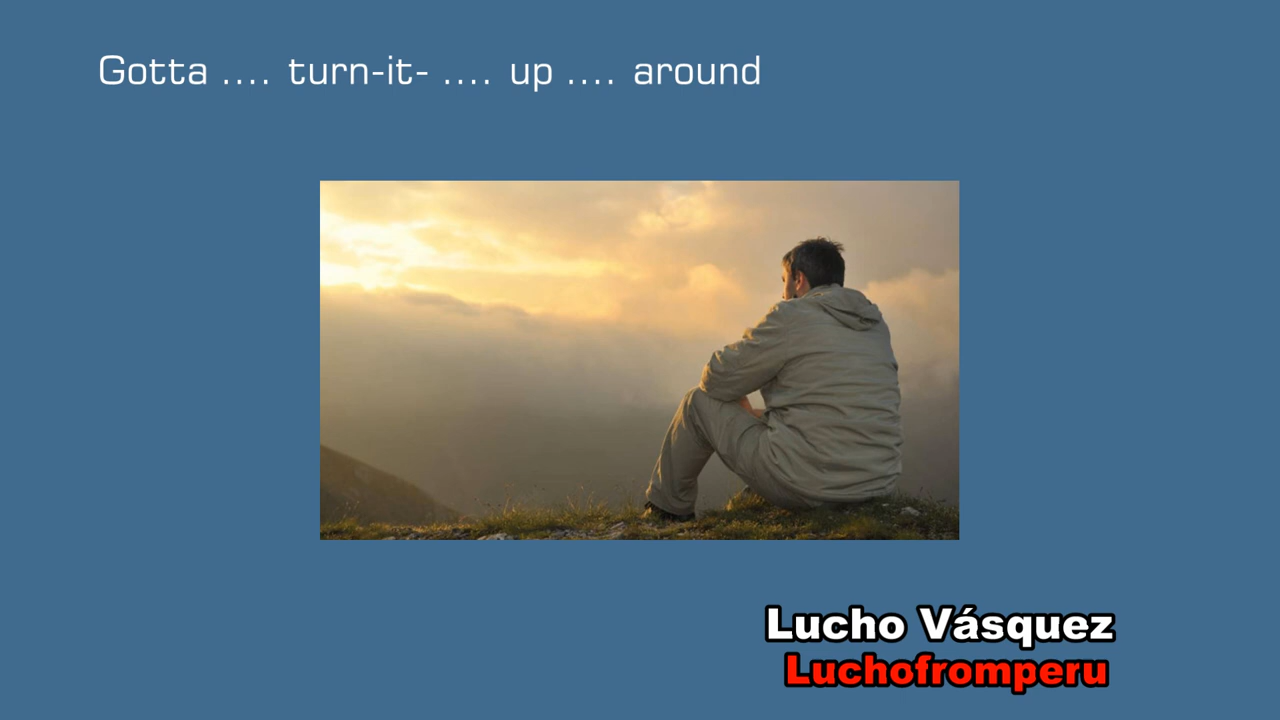 Gotta .... turn-it- .... up .... around
Lucho Vásquez
Luchofromperu